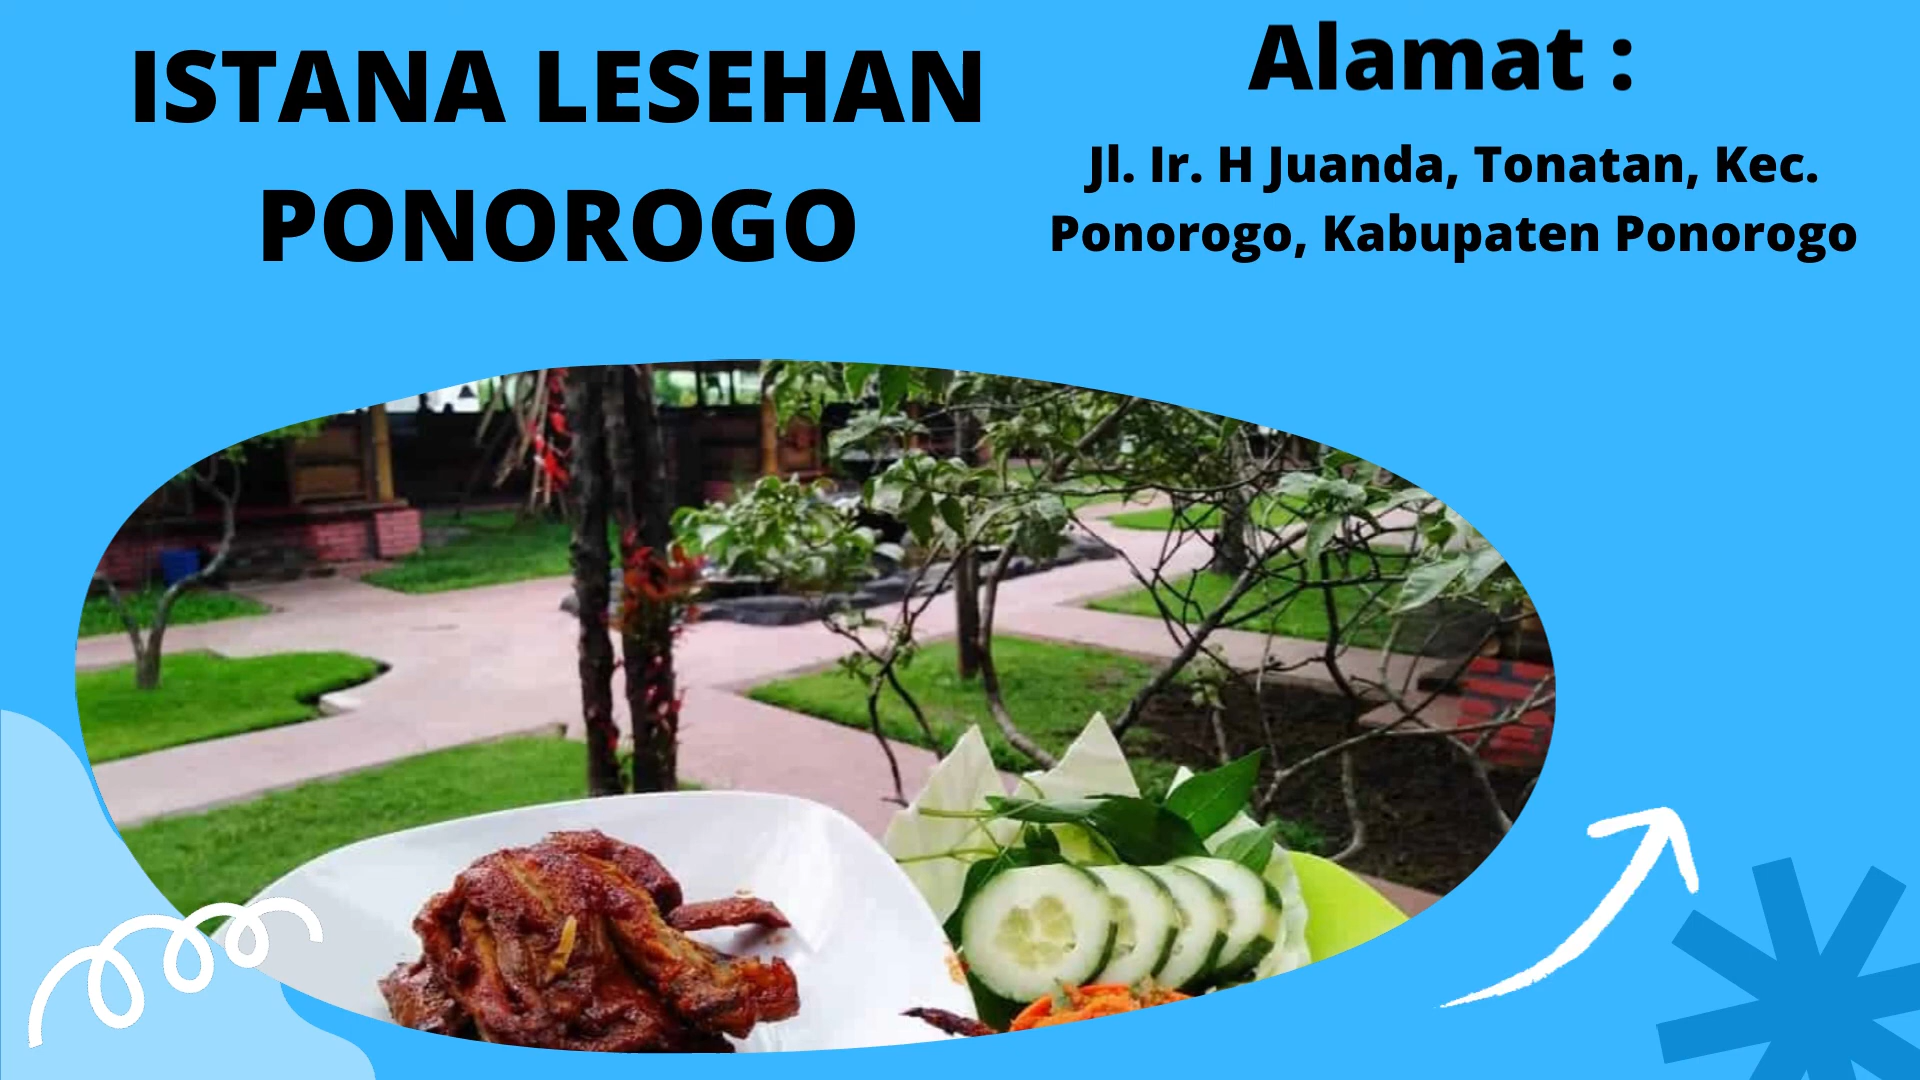 ISTANA LESEHAN
PONOROGO
Alamat :
Jl. Ir. H Juanda, Tonatan, Kec.
Ponorogo, Kabupaten Ponorogo